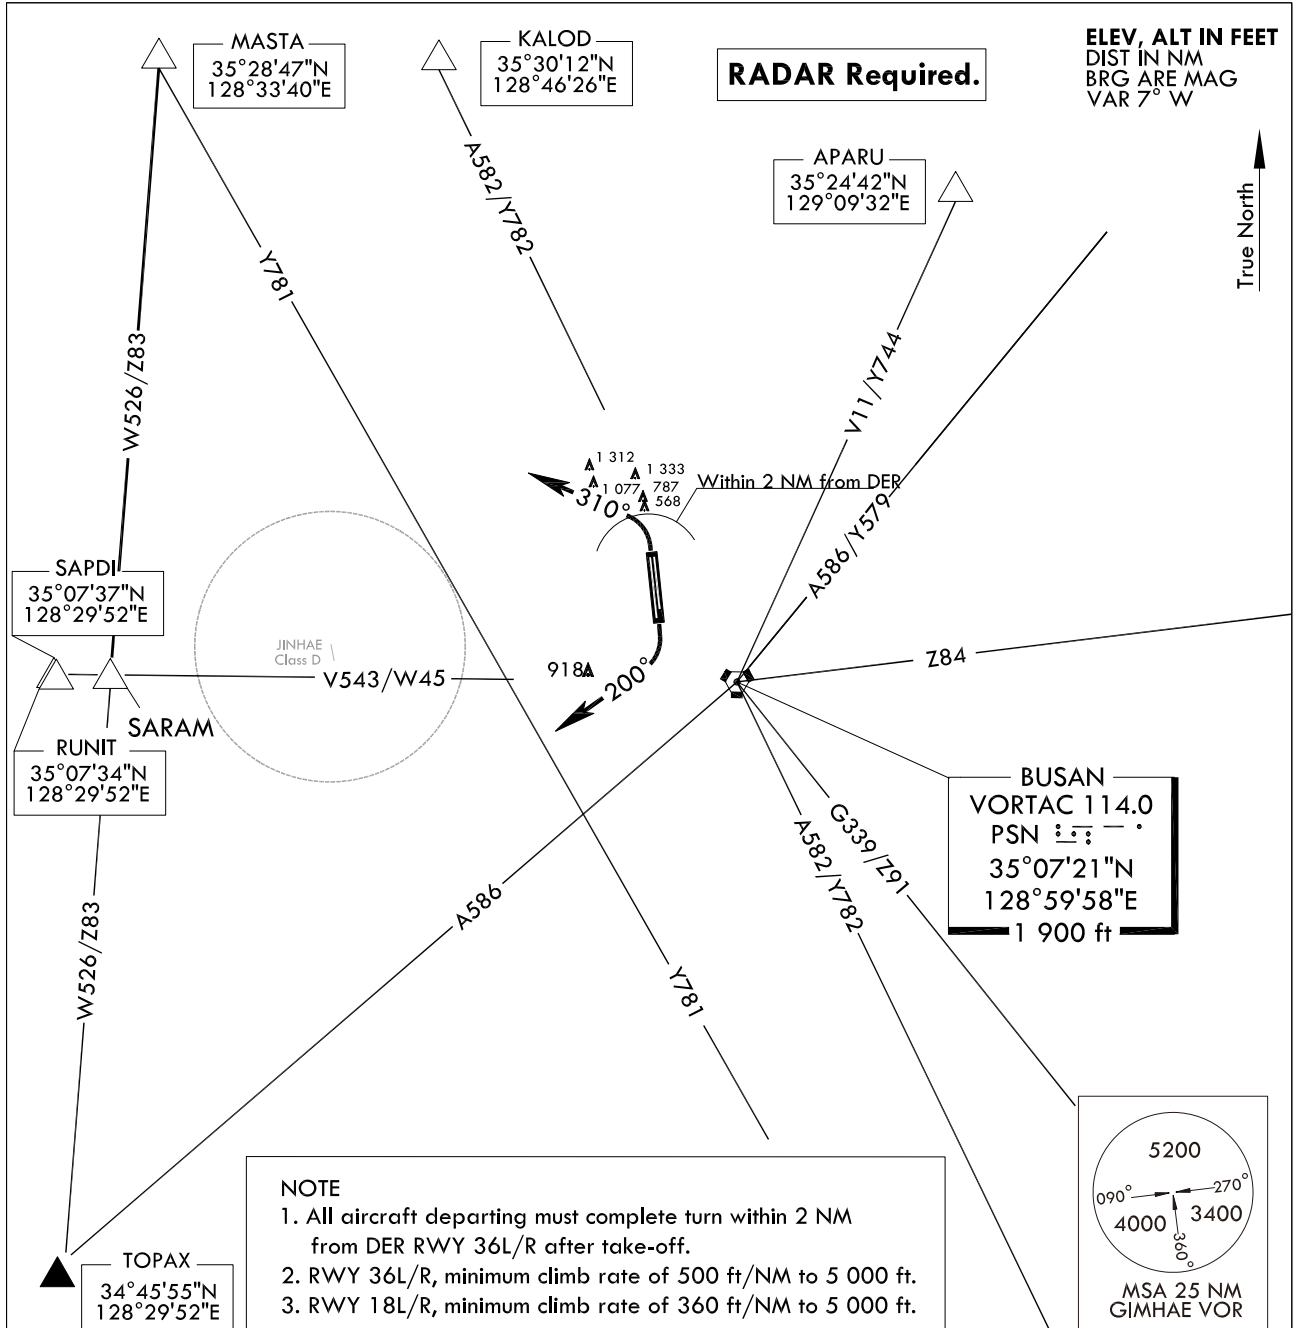 MASTA
35°28'47"N
128°33'40"E
KALOD
35°30'12"N
128°46'26"E
RADAR Required.
ELEV, ALT IN FEET
DIST IN NM
BRG ARE MAG
VAR 7° W
True North
APARU
35°24'42"N
129°09'32"E
A582/Y782
Y781
W526/Z83
V11/Y744
A586/Y579
1 312
1 333
1 077
787
568
Within 2 NM from DER
310°
SAPDI
35°07'37"N
128°29'52"E
JINHAE
Class D
V543/W45
918
200°
Z84
SARAM
RUNIT
35°07'34"N
128°29'52"E
BUSAN
VORTAC 114.0
PSN
35°07'21"N
128°59'58"E
1 900 ft
G339/Z91
A582/Y782
A586
W526/Z83
Y781
5200
090°
270°
4000
3400
360°
MSA 25 NM
GIMHAE VOR
TOPAX
34°45'55"N
128°29'52"E
NOTE
1. All aircraft departing must complete turn within 2 NM
from DER RWY 36L/R after take-off.
2. RWY 36L/R, minimum climb rate of 500 ft/NM to 5 000 ft.
3. RWY 18L/R, minimum climb rate of 360 ft/NM to 5 000 ft.